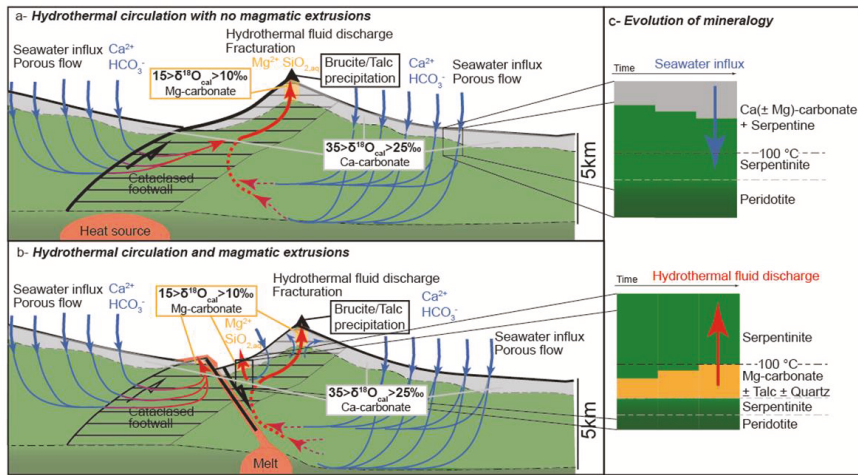 a- Hydrothermal circulation with no magmatic extrusions
Hydrothermal fluid discharge
Fracturation
Seawater influx
Porous flow
Ca²⁺
HCO₃⁻
15>δ¹⁸Ocal>10‰
Mg-carbonate
Mg²⁺ SiO₂,aq
Brucite/Talc
precipitation
Ca²⁺
HCO₃⁻
Seawater influx
Porous flow
35>δ¹⁸Ocal>25‰
Ca-carbonate
Cataclased
footwall
Heat source
5km
b- Hydrothermal circulation and magmatic extrusions
Hydrothermal fluid discharge
Fracturation
Seawater influx
Porous flow
Ca²⁺
HCO₃⁻
15>δ¹⁸Ocal>10‰
Mg-carbonate
Mg²⁺
SiO₂,aq
Brucite/Talc
precipitation
Ca²⁺
HCO₃⁻
Seawater influx
Porous flow
35>δ¹⁸Ocal>25‰
Ca-carbonate
Cataclased
footwall
Melt
5km
c- Evolution of mineralogy
Seawater influx
Time
Ca(± Mg)-carbonate
+ Serpentine
100 °C
Serpentinite
Peridotite
Hydrothermal fluid discharge
Time
Serpentinite
100 °C
Mg-carbonate
± Talc ± Quartz
Serpentinite
Peridotite